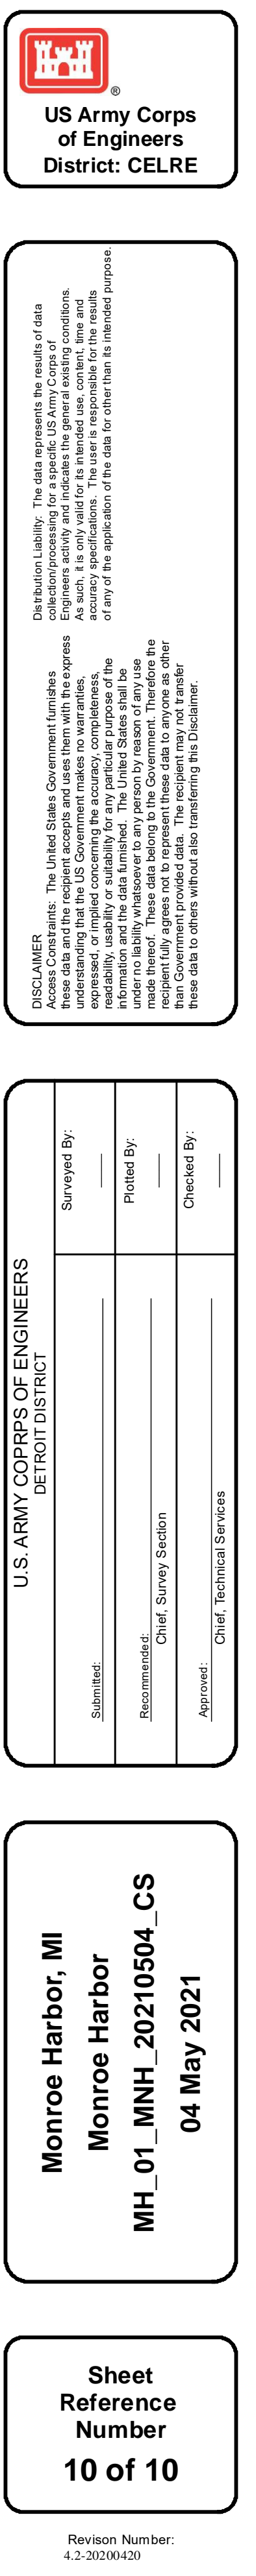 ®
US Army Corps
of Engineers
District: CELRE
DISCLAIMER
Access Constraints: The United States Government furnishes
these data and the recipient accepts and uses them with the express
understanding that the US Government makes no warranties,
expressed, or implied concerning the accuracy, completeness,
readability, usability or suitability for any particular purpose of the
information and the data furnished. The United States shall be
under no liability whatsoever to any person by reason of any use
made thereof. These data belong to the Government. Therefore the
recipient fully agrees not to represent these data to anyone as other
than Government provided data. The recipient may not transfer
these data to others without also transferring this Disclaimer.
Distribution Liability: The data represents the results of data
collection/processing for a specific US Army Corps of
Engineers activity and indicates the general existing conditions.
As such, it is only valid for its intended use, content, time and
accuracy specifications. The user is responsible for the results
of any of the application of the data for other than its intended purpose.
U.S. ARMY COPRPS OF ENGINEERS
DETROIT DISTRICT
Submitted:
Surveyed By:
Recommended:
Chief, Survey Section
Plotted By:
Approved:
Chief, Technical Services
Checked By:
Monroe Harbor, MI
Monroe Harbor
MH_01_MNH_20210504_CS
04 May 2021
Sheet
Reference
Number
10 of 10
Revison Number:
4.2-20200420